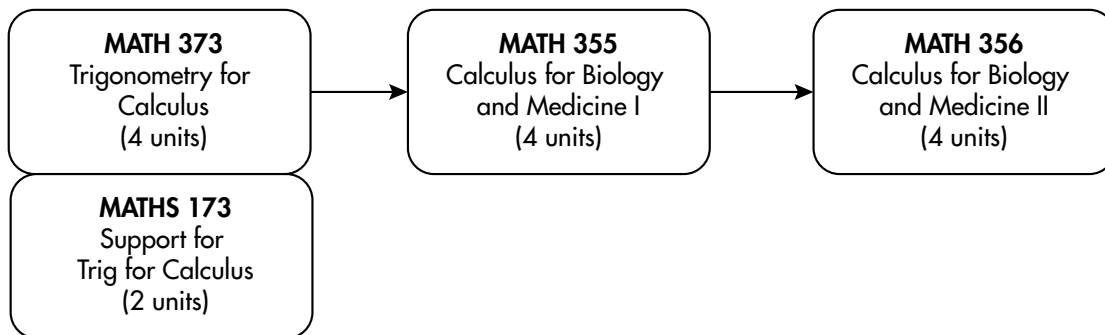 MATH 373
Trigonometry for
Calculus
(4 units)
MATHS 173
Support for
Trig for Calculus
(2 units)
MATH 355
Calculus for Biology
and Medicine I
(4 units)
MATH 356
Calculus for Biology
and Medicine II
(4 units)